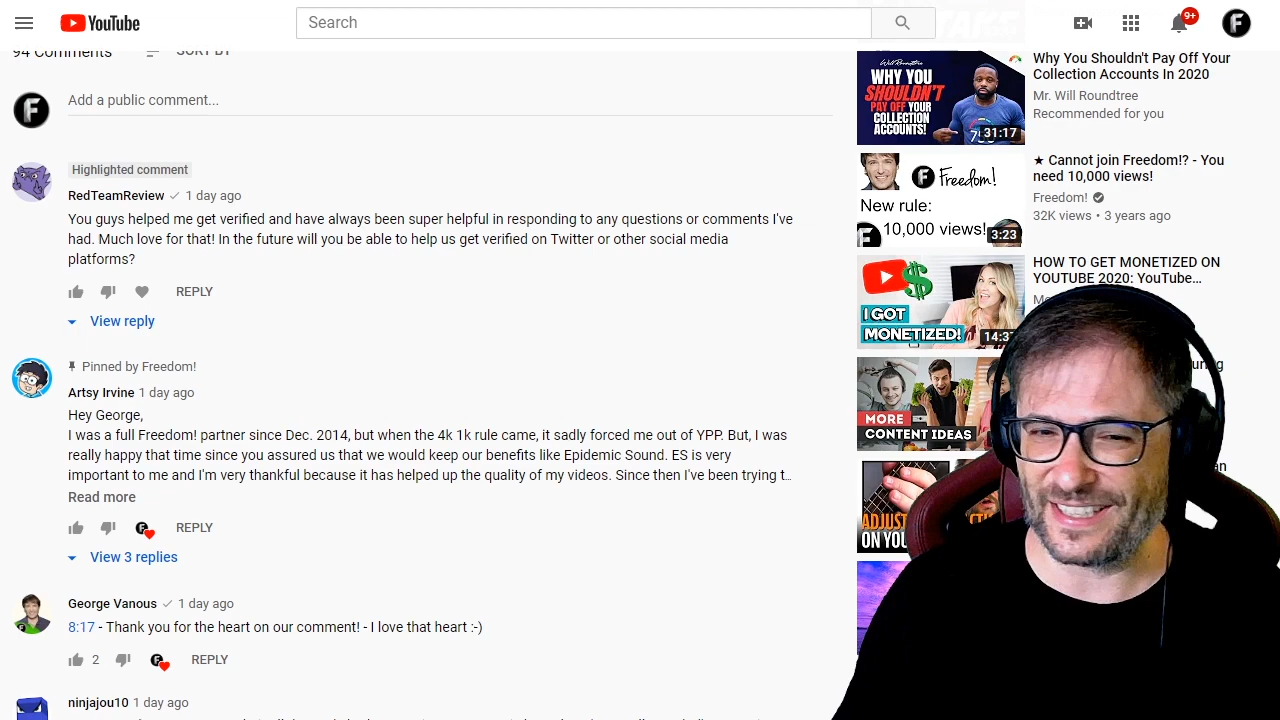 YouTube
Search
9+
F
94 Comments
SORT BY
F
Add a public comment...
Highlighted comment
RedTeamReview 1 day ago
You guys helped me get verified and have always been super helpful in responding to any questions or comments I've
had. Much love for that! In the future will you be able to help us get verified on Twitter or other social media
platforms?
REPLY
View reply
Pinned by Freedom!
Artsy Irvine 1 day ago
Hey George,
I was a full Freedom! partner since Dec. 2014, but when the 4k 1k rule came, it sadly forced me out of YPP. But, I was
really happy that time since you assured us that we would keep our benefits like Epidemic Sound. ES is very
important to me and I'm very thankful because it has helped up the quality of my videos. Since then I've been trying t...
Read more
REPLY
View 3 replies
George Vanous 1 day ago
8:17 - Thank you for the heart on our comment! - I love that heart :-)
2
REPLY
ninjajou10 1 day ago
Will Roundtree
WHY YOU
SHOULDN'T
PAY OFF YOUR
COLLECTION
ACCOUNTS!
31:17
Why You Shouldn't Pay Off Your
Collection Accounts In 2020
Mr. Will Roundtree
Recommended for you
F Freedom!
New rule:
10,000 views!
3:23
★ Cannot join Freedom!? - You
need 10,000 views!
Freedom!
32K views • 3 years ago
$
I GOT
MONETIZED!
HOW TO GET MONETIZED ON
YOUTUBE 2020: YouTube...
MORE
CONTENT IDEAS
ADJUST
ON YOU